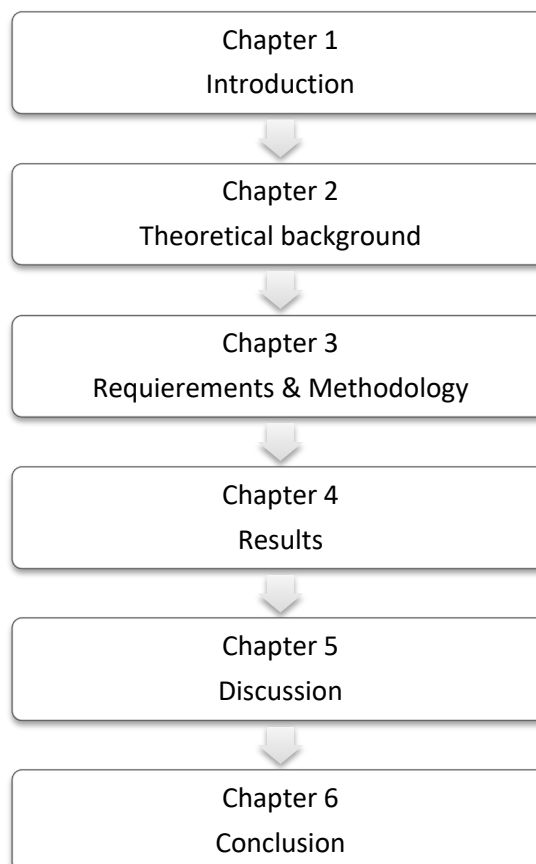 Chapter 1
Introduction
Chapter 2
Theoretical background
Chapter 3
Requierements & Methodology
Chapter 4
Results
Chapter 5
Discussion
Chapter 6
Conclusion